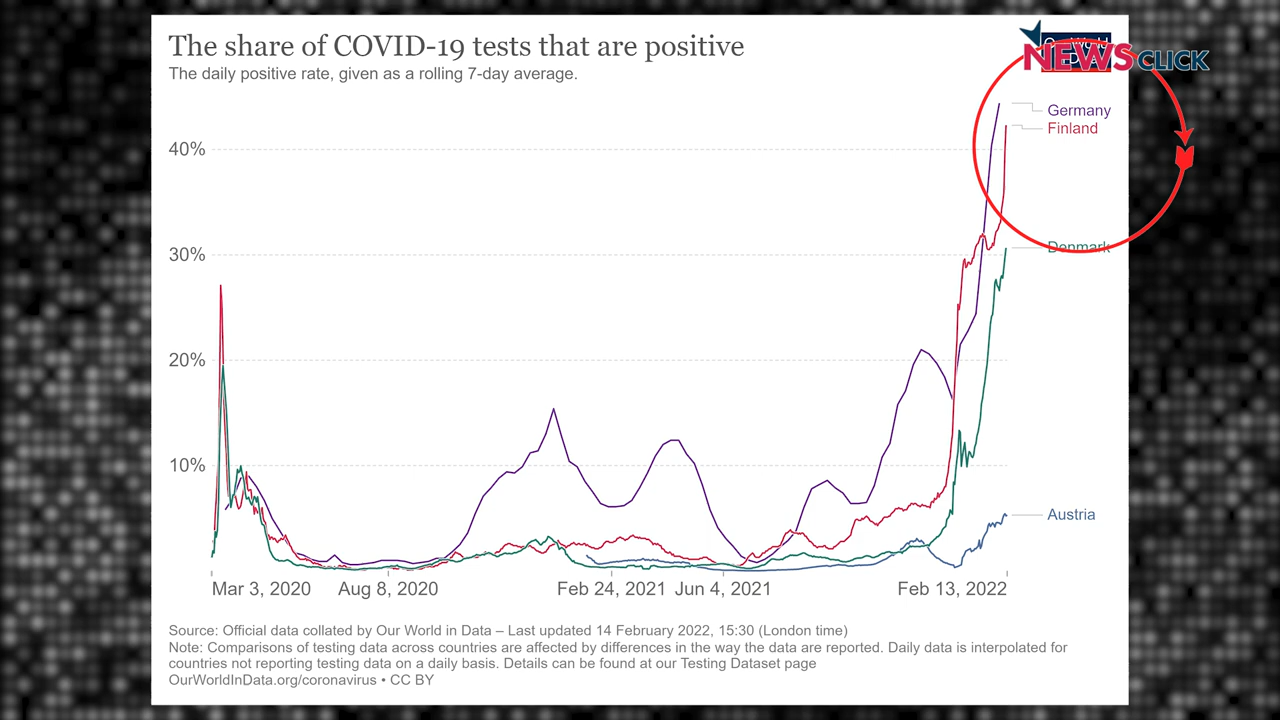 The share of COVID-19 tests that are positive
The daily positive rate, given as a rolling 7-day average.
NEWSCLICK
Germany
Finland
40%
30%
Denmark
20%
10%
Austria
Mar 3, 2020 Aug 8, 2020 Feb 24, 2021 Jun 4, 2021 Feb 13, 2022
Source: Official data collated by Our World in Data – Last updated 14 February 2022, 15:30 (London time)
Note: Comparisons of testing data across countries are affected by differences in the way the data are reported. Daily data is interpolated for
countries not reporting testing data on a daily basis. Details can be found at our Testing Dataset page
OurWorldInData.org/coronavirus • CC BY